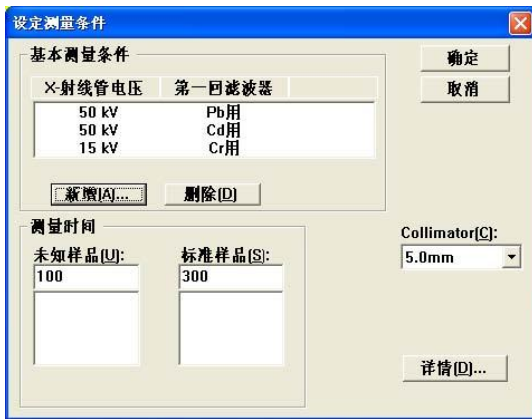 设定测量条件
基本测量条件
X-射线管电压 第一回滤波器
50 kV Pb用
50 kV Cd用
15 kV Cr用
新增(A)... 删除(D)
确定
取消
测量时间
未知样品(U): 标准样品(S):
100 300
Collimator(C):
5.0mm
详情(D)...